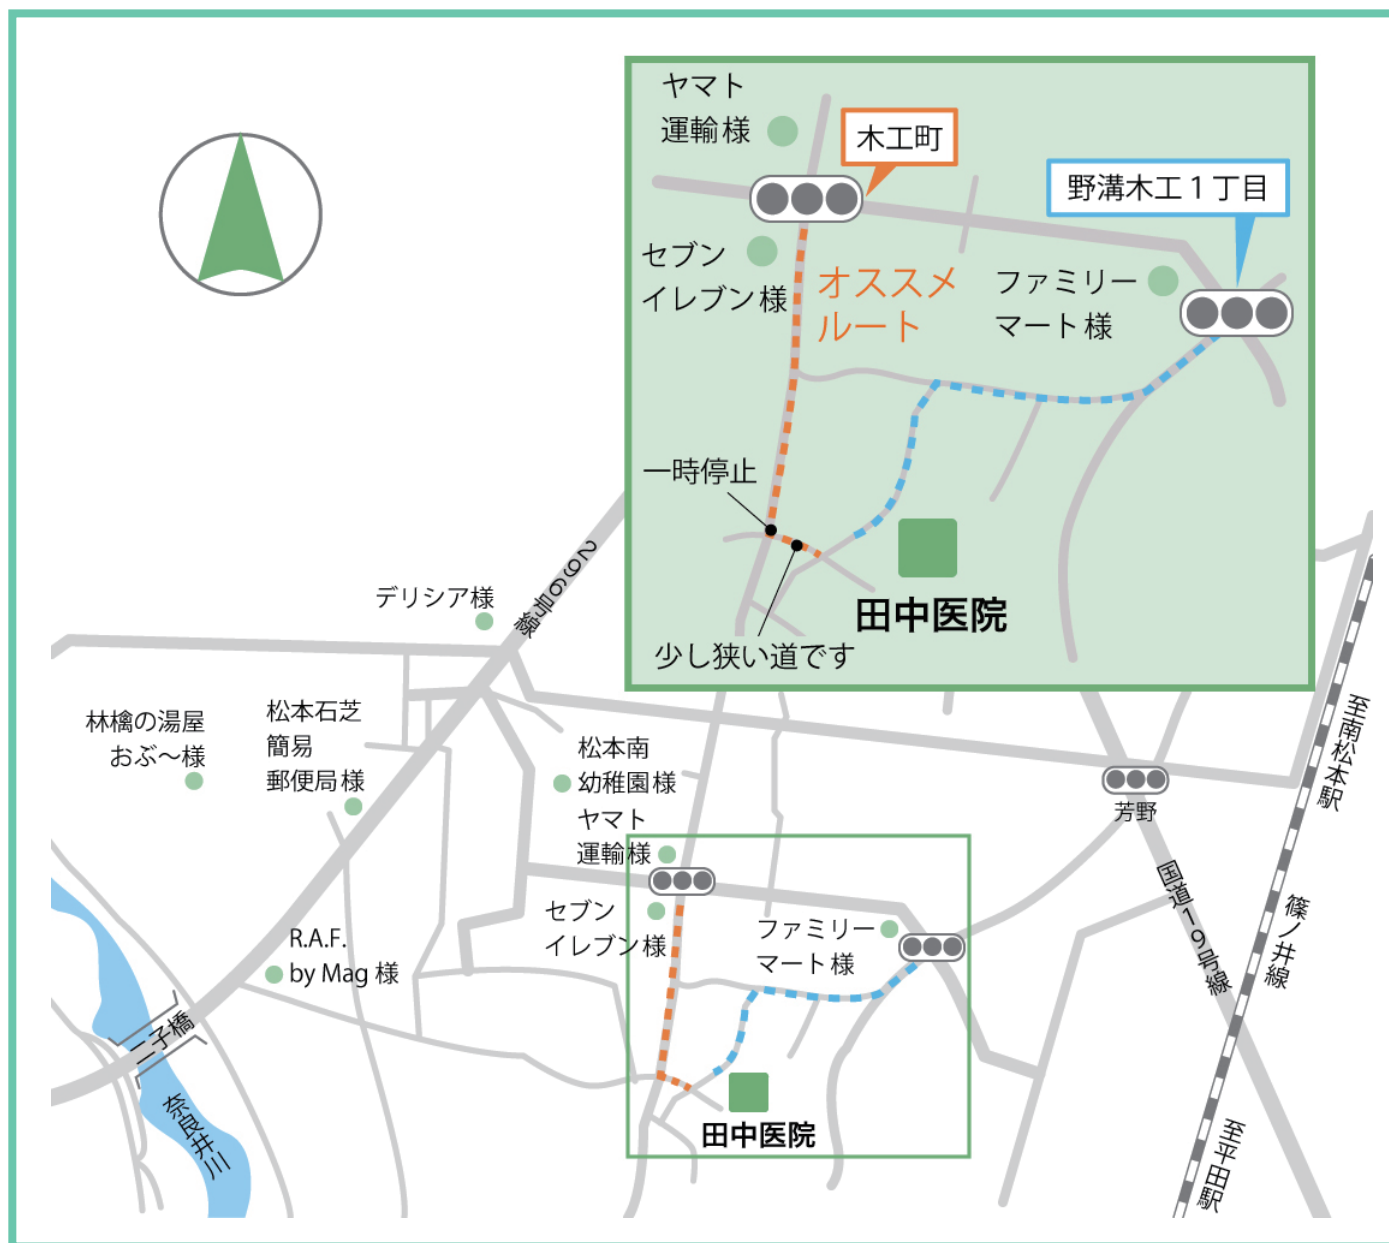 ヤマト
運輸様
木工町
野溝木工1丁目
セブン
イレブン様
オススメ
ルート
ファミリー
マート様
一時停止
田中医院
少し狭い道です
296号線
デリシア様
林檎の湯屋
おぶ～様
松本石芝
簡易
郵便局様
松本南
幼稚園様
ヤマト
運輸様
セブン
イレブン様
ファミリー
マート様
芳野
至南松本駅
国道19号線
篠ノ井線
R.A.F.
by Mag 様
二子橋
奈良井川
田中医院
至平田駅